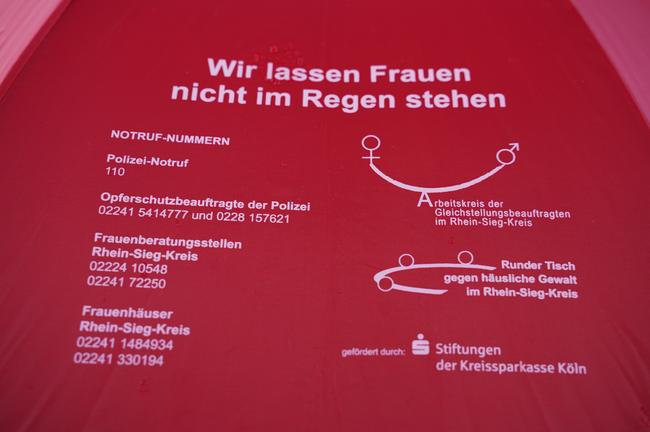 Wir lassen Frauen
nicht im Regen stehen
NOTRUF-NUMMERN
Polizei-Notruf
110
Opferschutzbeauftragte der Polizei
02241 5414777 und 0228 157621
Frauenberatungsstellen
Rhein-Sieg-Kreis
02224 10548
02241 72250
Frauenhäuser
Rhein-Sieg-Kreis
02241 1484934
02241 330194
Arbeitskreis der
Gleichstellungsbeauftragten
im Rhein-Sieg-Kreis
Runder Tisch
gegen häusliche Gewalt
im Rhein-Sieg-Kreis
gefördert durch: Stiftungen
der Kreissparkasse Köln